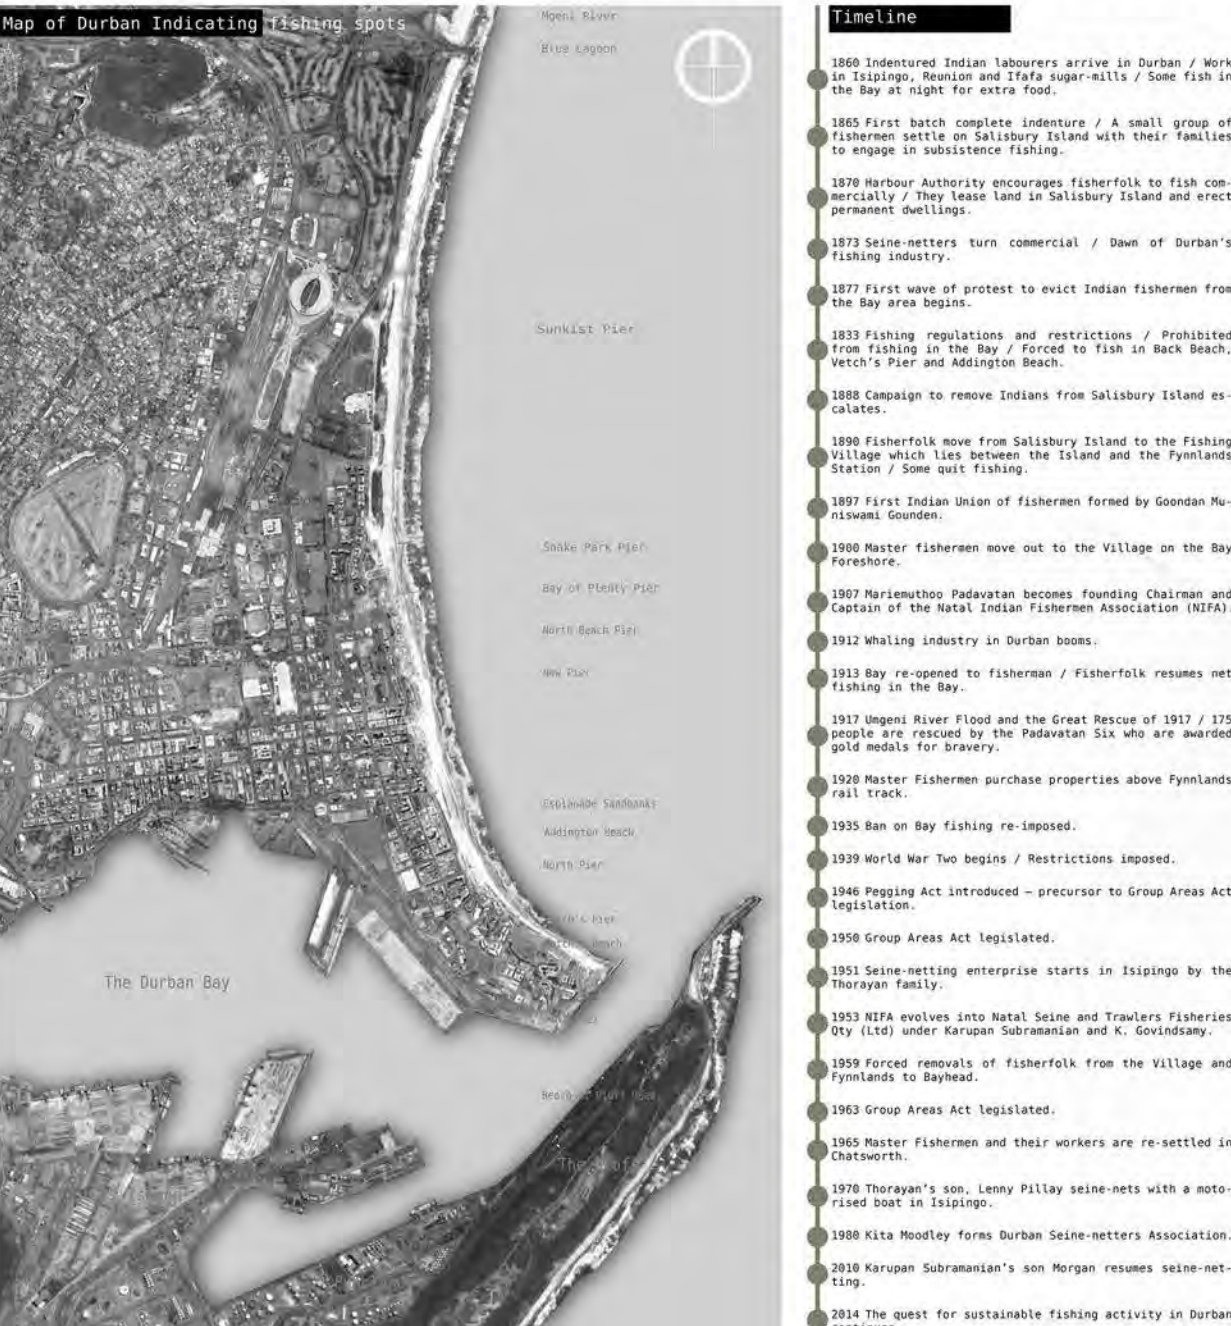 Map of Durban Indicating fishing spots
Mgeni River
Blue Lagoon
Sunkist Pier
Snake Park Pier
Bay of Plenty Pier
North Beach Pier
New Pier
Esplanade Sandbanks
Addington Beach
North Pier
Pier
Beach
The Durban Bay
Timeline
1860 Indentured Indian labourers arrive in Durban / Work
in Isipingo, Reunion and Ifafa sugar-mills / Some fish in
the Bay at night for extra food.
1865 First batch complete indenture / A small group of
fishermen settle on Salisbury Island with their families
to engage in subsistence fishing.
1870 Harbour Authority encourages fisherfolk to fish com-
mercially / They lease land in Salisbury Island and erect
permanent dwellings.
1873 Seine-netters turn commercial / Dawn of Durban's
fishing industry.
1877 First wave of protest to evict Indian fishermen from
the Bay area begins.
1833 Fishing regulations and restrictions / Prohibited
from fishing in the Bay / Forced to fish in Back Beach,
Vetch's Pier and Addington Beach.
1888 Campaign to remove Indians from Salisbury Island es-
calates.
1890 Fisherfolk move from Salisbury Island to the Fishing
Village which lies between the Island and the Fynnlands
Station / Some quit fishing.
1897 First Indian Union of fishermen formed by Goondan Mu-
niswami Gounden.
1900 Master fishermen move out to the Village on the Bay
Foreshore.
1907 Mariemuthoo Padavatan becomes founding Chairman and
Captain of the Natal Indian Fishermen Association (NIFA).
1912 Whaling industry in Durban booms.
1913 Bay re-opened to fisherman / Fisherfolk resumes net
fishing in the Bay.
1917 Umgeni River Flood and the Great Rescue of 1917 / 175
people are rescued by the Padavatan Six who are awarded
gold medals for bravery.
1920 Master Fishermen purchase properties above Fynnlands
rail track.
1935 Ban on Bay fishing re-imposed.
1939 World War Two begins / Restrictions imposed.
1946 Pegging Act introduced – precursor to Group Areas Act
legislation.
1950 Group Areas Act legislated.
1951 Seine-netting enterprise starts in Isipingo by the
Thorayan family.
1953 NIFA evolves into Natal Seine and Trawlers Fisheries
Qty (Ltd) under Karupan Subramanian and K. Govindsamy.
1959 Forced removals of fisherfolk from the Village and
Fynnlands to Bayhead.
1963 Group Areas Act legislated.
1965 Master Fishermen and their workers are re-settled in
Chatsworth.
1970 Thorayan's son, Lenny Pillay seine-nets with a moto-
rised boat in Isipingo.
1980 Kita Moodley forms Durban Seine-netters Association.
2010 Karupan Subramanian's son Morgan resumes seine-net-
ting.
2014 The quest for sustainable fishing activity in Durban